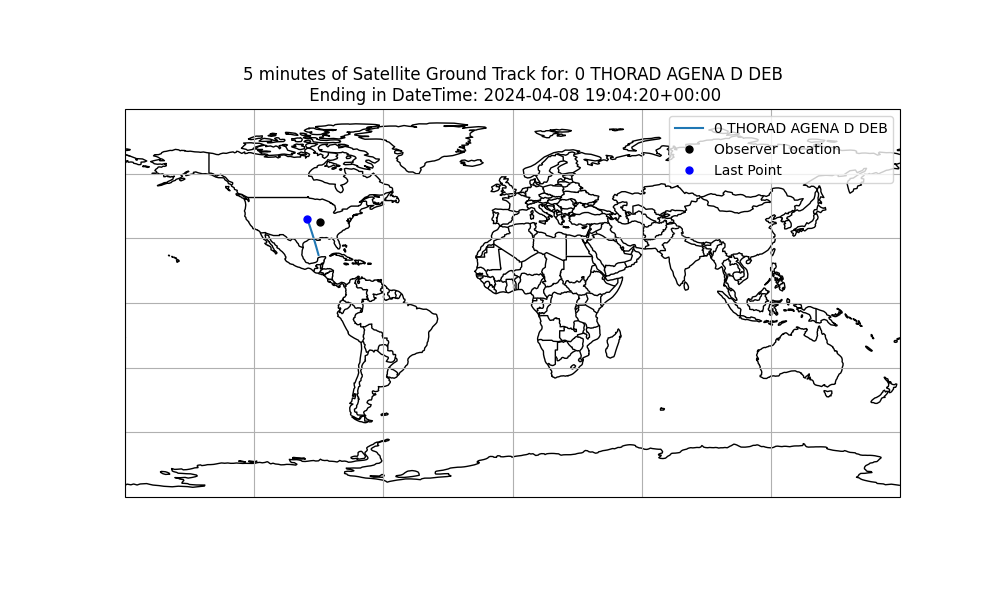 5 minutes of Satellite Ground Track for: 0 THORAD AGENA D DEB
Ending in DateTime: 2024-04-08 19:04:20+00:00
0 THORAD AGENA D DEB
Observer Location
Last Point